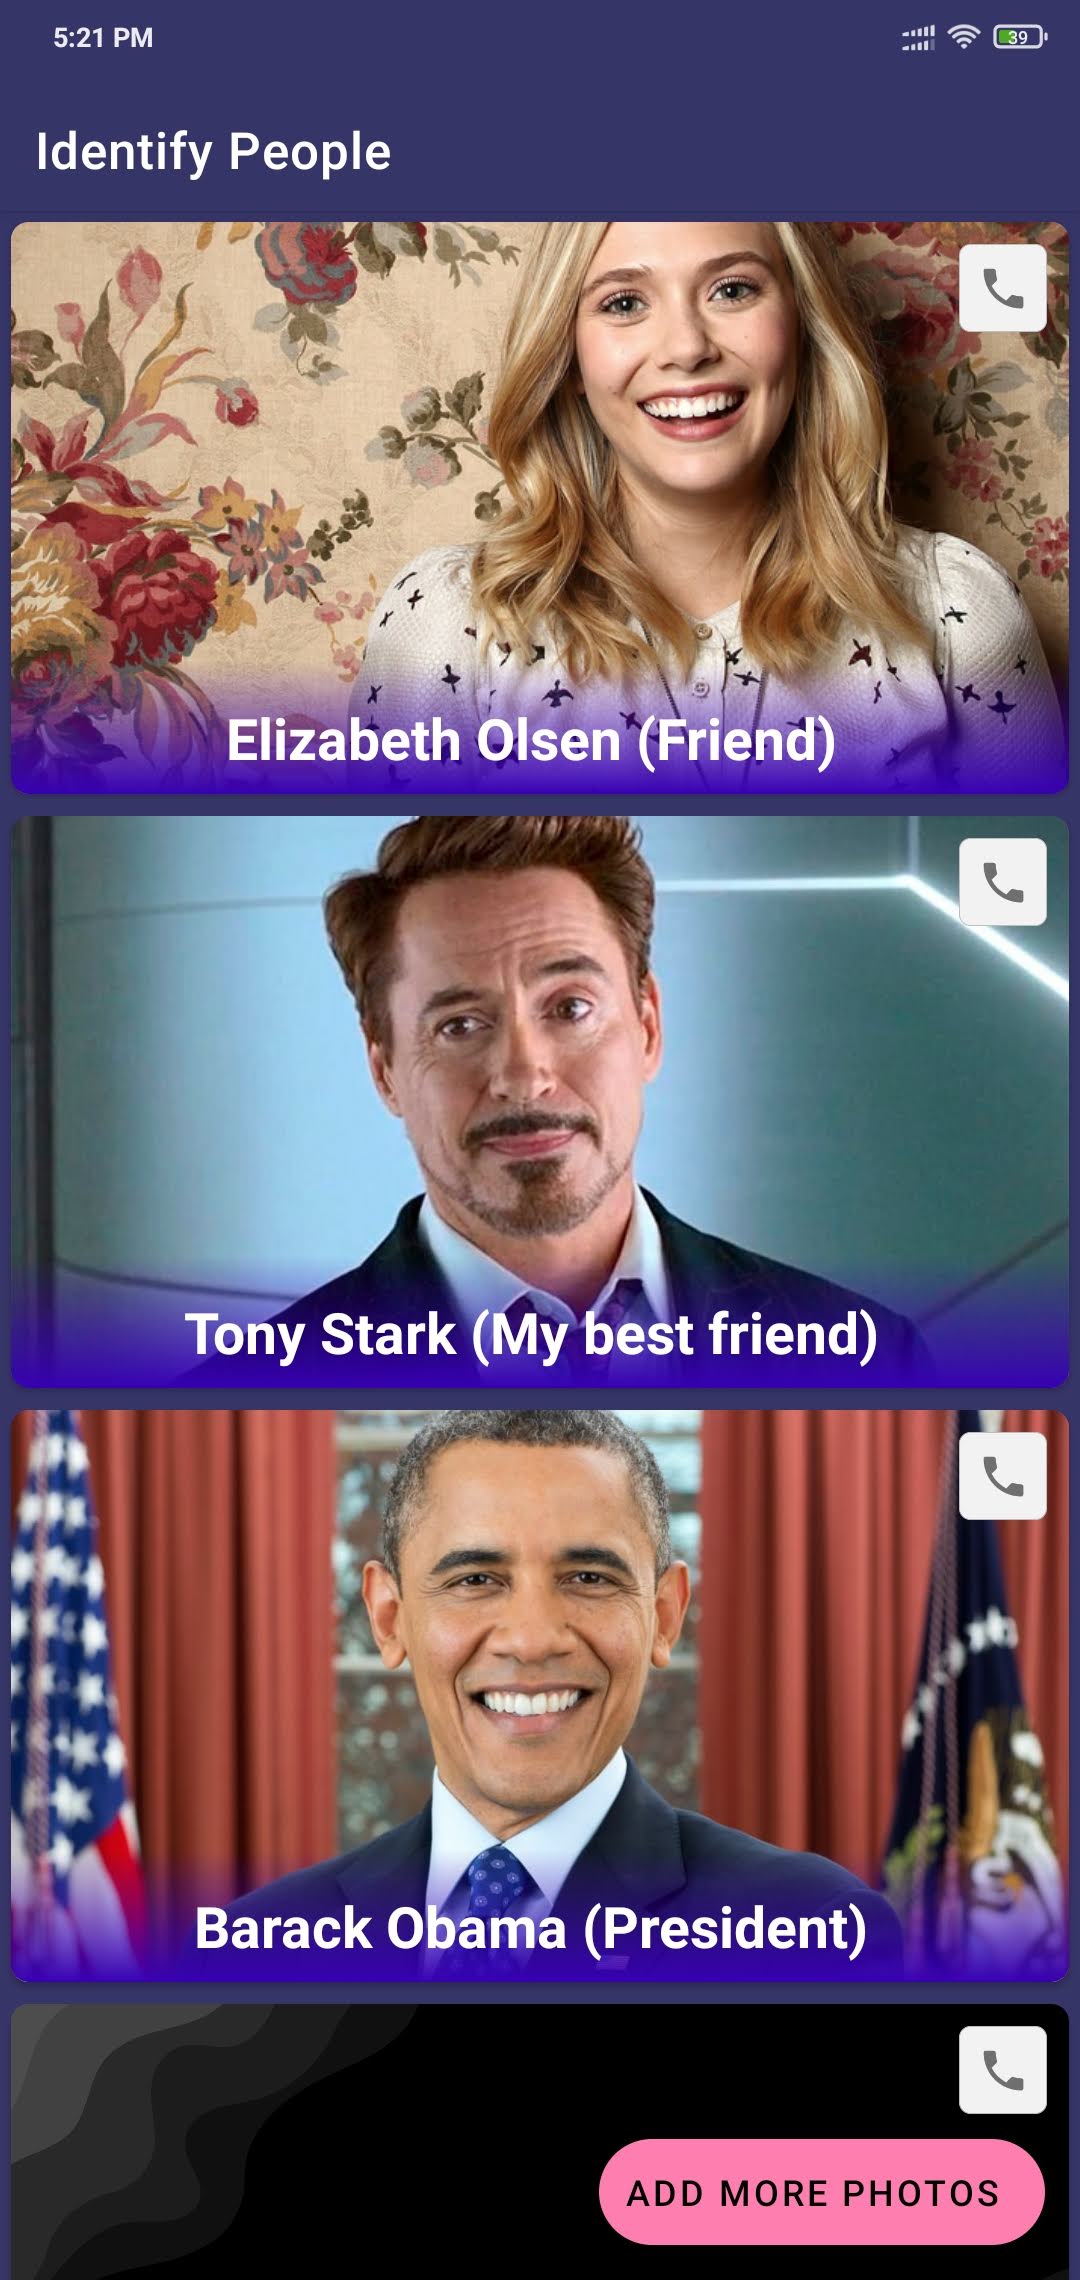 5:21 PM
39
Identify People
Elizabeth Olsen (Friend)
Tony Stark (My best friend)
Barack Obama (President)
ADD MORE PHOTOS